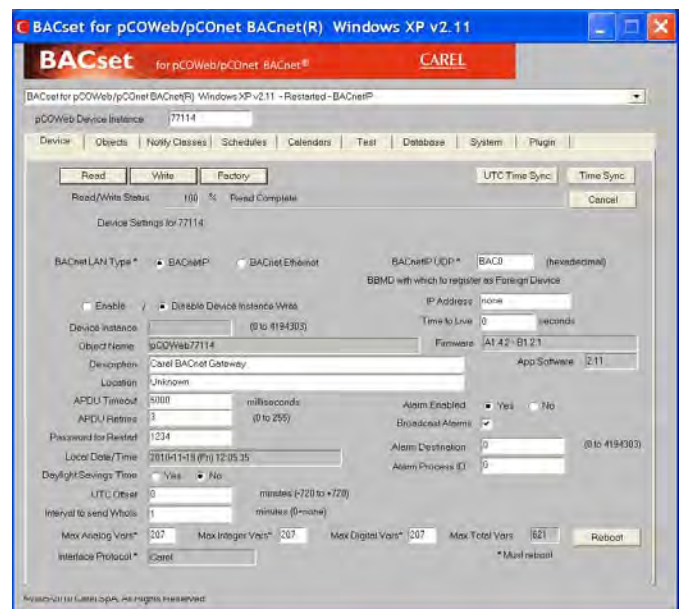 BACset for pCOWeb/pCOnet BACnet(R) Windows XP v2.11
BACset for pCOWeb/pCOnet BACnet® CAREL
BACset for pCOWeb/pCOnet BACnet(R) Windows XP v2.11 - Restarted - BACnetIP
pCOWeb Device Instance 77114
Device Objects Notify Classes Schedules Calendars Test Database System Plugin
Read Write Factory UTC Time Sync Time Sync
Read/Write Status 100 % Read Complete Cancel
Device Settings for 77114
BACnet LAN Type * BACnetIP BACnet Ethernet BACnetIP UDP * BAC0 (hexadecimal)
BBMD with which to register as Foreign Device
Enable / Disable Device Instance Write IP Address none
Device Instance (0 to 4194303) Time to Live 0 seconds
Object Name pCOWeb77114 Firmware A1.4.2 - B1.2.1
Description Carel BACnet Gateway App Software 2.11
Location Unknown
APDU Timeout 6000 milliseconds Alarm Enabled Yes No
APDU Retries 3 (0 to 255) Broadcast Alarms
Password for Restart 1234 Alarm Destination 0 (0 to 4194303)
Local Date/Time 2010-11-19 (Fri) 12:05:35 Alarm Process ID 0
Daylight Savings Time Yes No
UTC Offset 0 minutes (-720 to +720)
Interval to send WhoIs 1 minutes (0=none)
Max Analog Vars* 207 Max Integer Vars* 207 Max Digital Vars* 207 Max Total Vars 621 Reboot
Interface Protocol * Carel * Must reboot
Carel SpA, All Rights Reserved